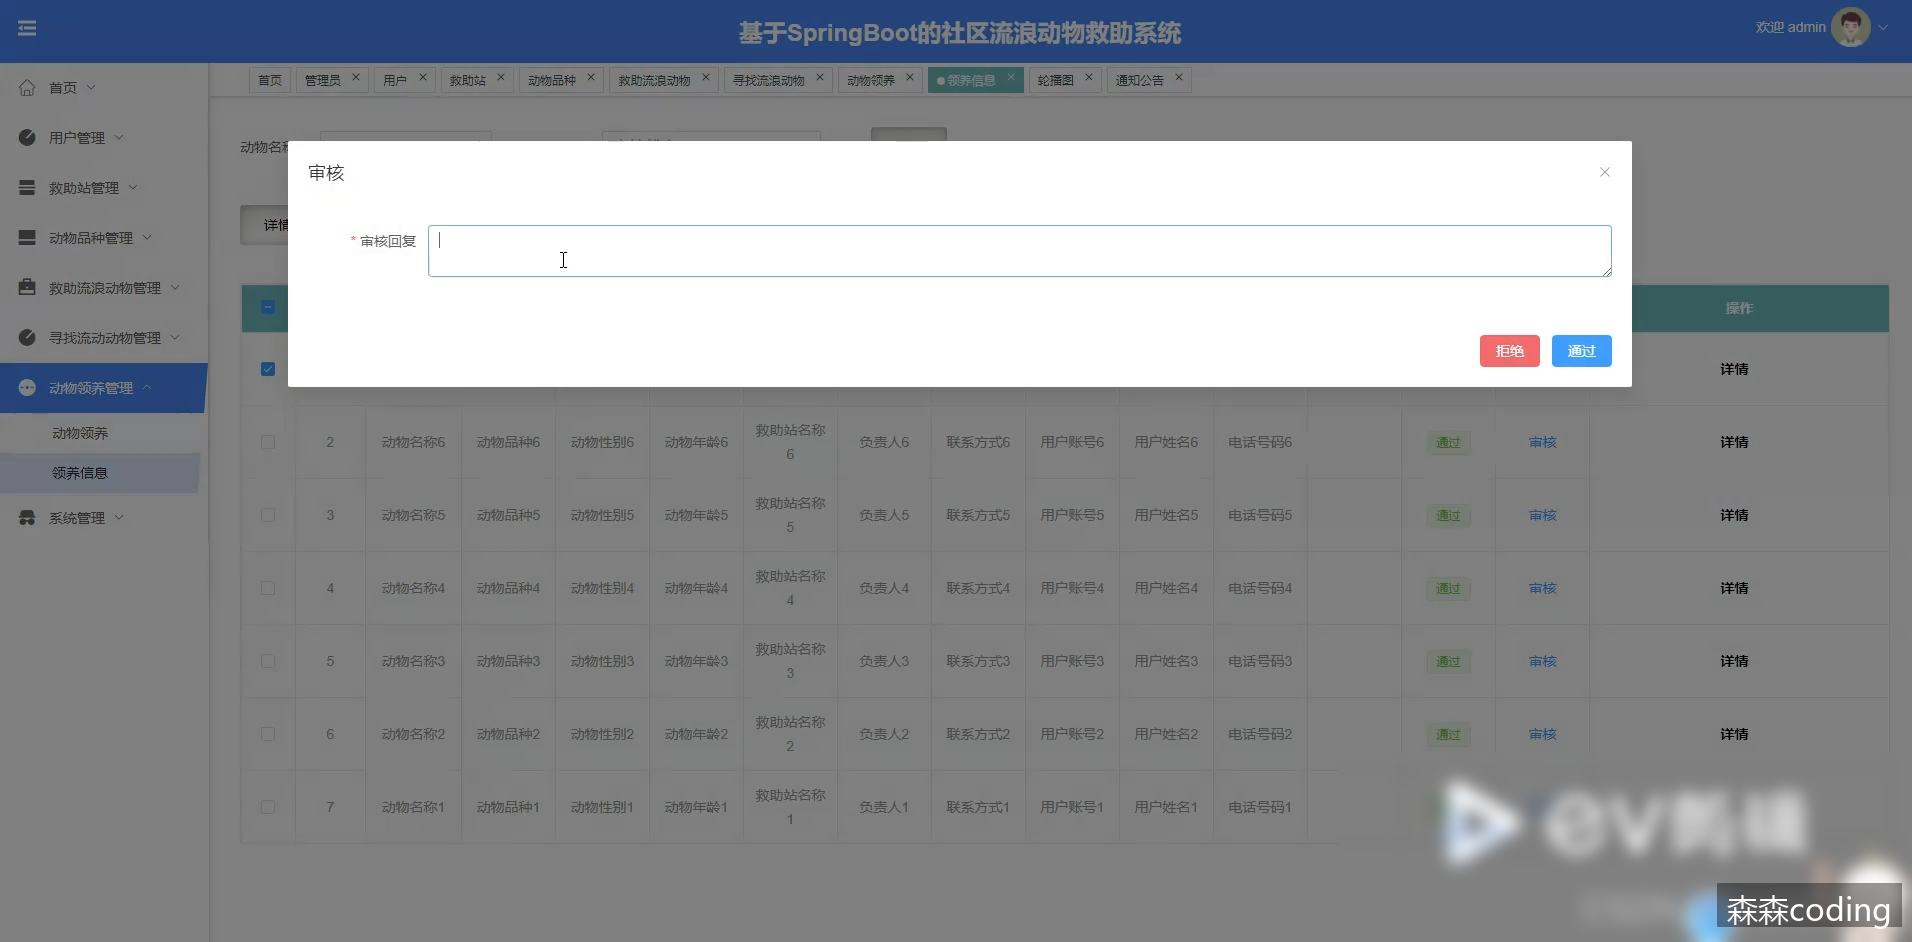 基于SpringBoot的社区流浪动物救助系统
欢迎 admin
首页
用户管理
救助站管理
动物品种管理
救助流浪动物管理
寻找流动动物管理
动物领养管理
动物领养
领养信息
系统管理
首页 管理员 用户 救助站 动物品种 救助流浪动物 寻找流浪动物 动物领养 领养信息 轮播图 通知公告
动物名称
详情
审核
* 审核回复
拒绝 通过
操作
详情
2 动物名称6 动物品种6 动物性别6 动物年龄6 救助站名称6 负责人6 联系方式6 用户账号6 用户姓名6 电话号码6 通过 审核 详情
3 动物名称5 动物品种5 动物性别5 动物年龄5 救助站名称5 负责人5 联系方式5 用户账号5 用户姓名5 电话号码5 通过 审核 详情
4 动物名称4 动物品种4 动物性别4 动物年龄4 救助站名称4 负责人4 联系方式4 用户账号4 用户姓名4 电话号码4 通过 审核 详情
5 动物名称3 动物品种3 动物性别3 动物年龄3 救助站名称3 负责人3 联系方式3 用户账号3 用户姓名3 电话号码3 通过 审核 详情
6 动物名称2 动物品种2 动物性别2 动物年龄2 救助站名称2 负责人2 联系方式2 用户账号2 用户姓名2 电话号码2 通过 审核 详情
7 动物名称1 动物品种1 动物性别1 动物年龄1 救助站名称1 负责人1 联系方式1 用户账号1 用户姓名1 电话号码1
森森coding